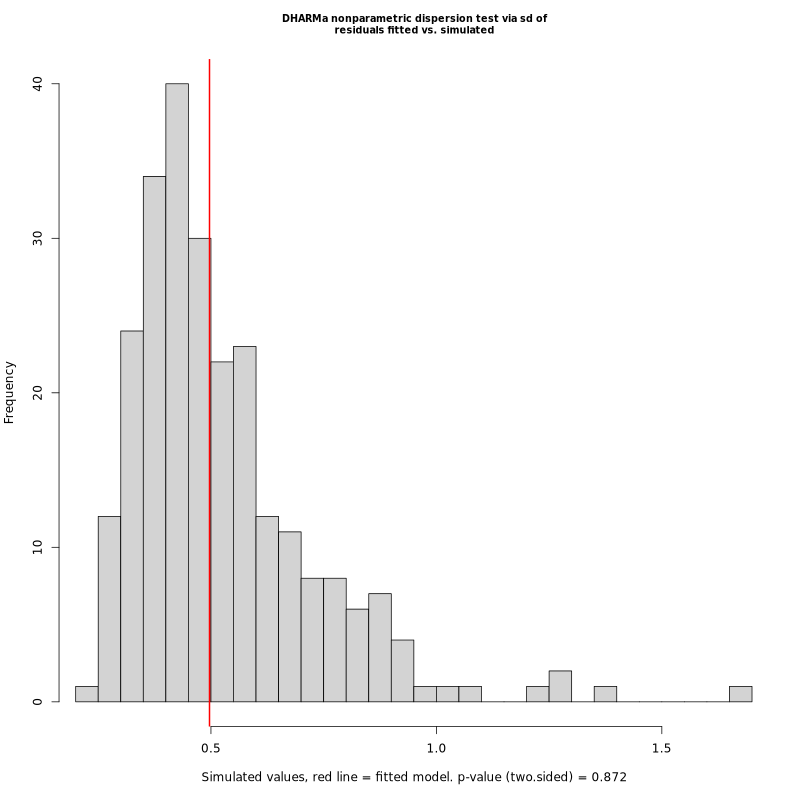 DHARMa nonparametric dispersion test via sd of
residuals fitted vs. simulated
Frequency
40
30
20
10
0
0.5 1.0 1.5
Simulated values, red line = fitted model. p-value (two.sided) = 0.872